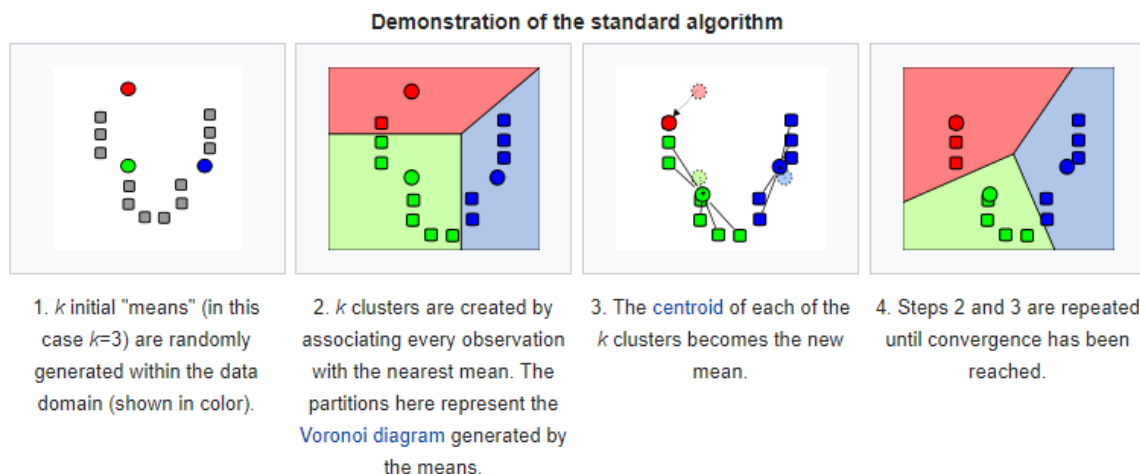 Demonstration of the standard algorithm
1. k initial "means" (in this
case k=3) are randomly
generated within the data
domain (shown in color).
2. k clusters are created by
associating every observation
with the nearest mean. The
partitions here represent the
Voronoi diagram generated by
the means.
3. The centroid of each of the
k clusters becomes the new
mean.
4. Steps 2 and 3 are repeated
until convergence has been
reached.